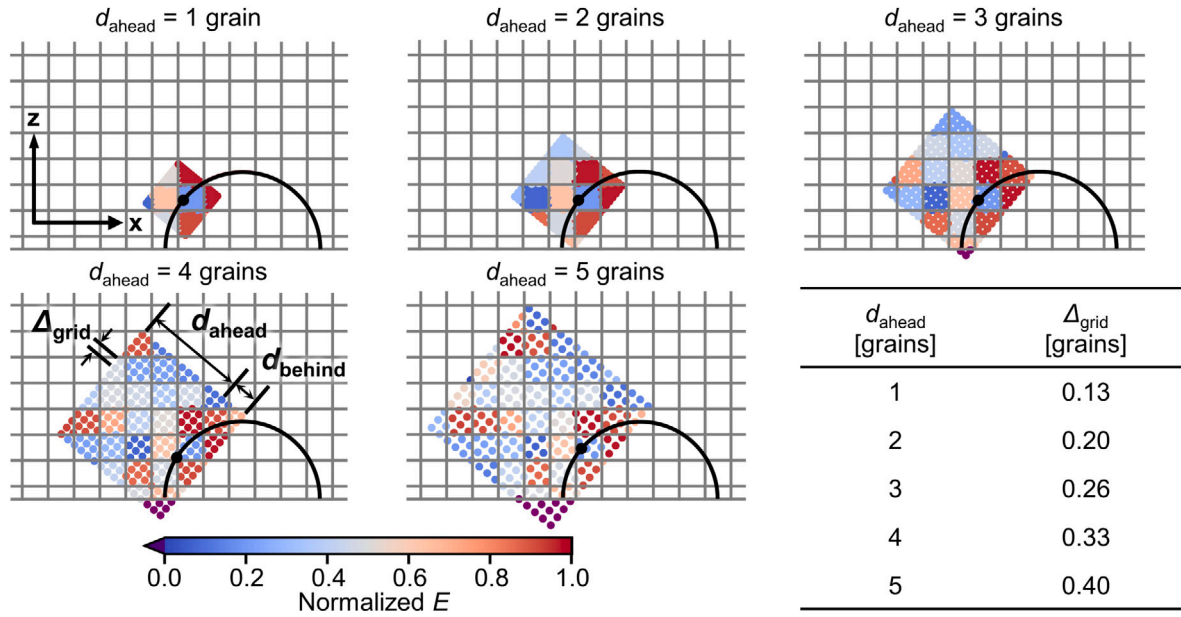 d_ahead = 1 grain
d_ahead = 2 grains
d_ahead = 3 grains
z
x
d_ahead = 4 grains
d_ahead = 5 grains
Δ_grid
d_ahead
d_behind
d_ahead [grains] Δ_grid [grains]
1 0.13
2 0.20
3 0.26
4 0.33
5 0.40
0.0 0.2 0.4 0.6 0.8 1.0
Normalized E